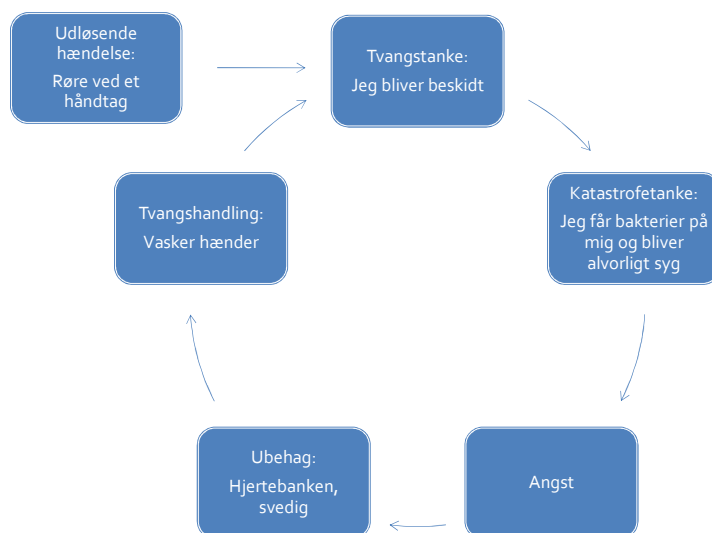 Udløsende
hændelse:
Røre ved et
håndtag
Tvangstanke:
Jeg bliver beskidt
Katastrofetanke:
Jeg får bakterier på
mig og bliver
alvorligt syg
Angst
Ubehag:
Hjertebanken,
svedig
Tvangshandling:
Vasker hænder